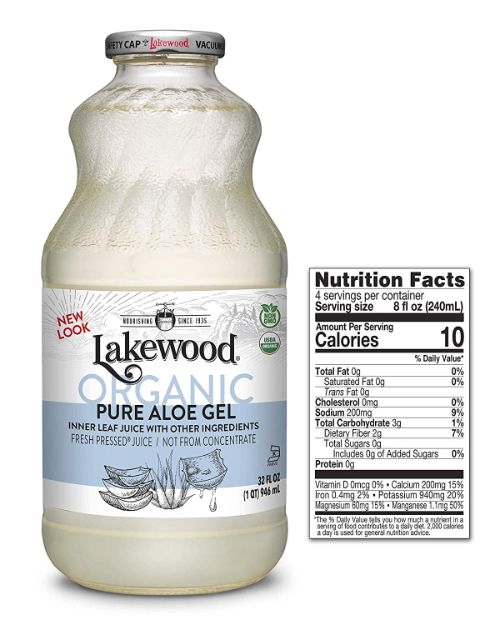 SAFETY CAP Lakewood VACUUM
NEW
LOOK
NOURISHING SINCE 1935
NON GMO
USDA
ORGANIC
Lakewood®
ORGANIC
PURE ALOE GEL
INNER LEAF JUICE WITH OTHER INGREDIENTS
FRESH PRESSED® JUICE / NOT FROM CONCENTRATE
32 FL OZ
(1 QT) 946 mL
Nutrition Facts
4 servings per container
Serving size 8 fl oz (240mL)
Amount Per Serving
Calories 10
% Daily Value*
Total Fat 0g 0%
Saturated Fat 0g 0%
Trans Fat 0g
Cholesterol 0mg 0%
Sodium 200mg 9%
Total Carbohydrate 3g 1%
Dietary Fiber 2g 7%
Total Sugars 0g
Includes 0g of Added Sugars 0%
Protein 0g
Vitamin D 0mcg 0% • Calcium 200mg 15%
Iron 0.4mg 2% • Potassium 940mg 20%
Magnesium 60mg 15% • Manganese 1.1mg 50%
*The % Daily Value tells you how much a nutrient in a
serving of food contributes to a daily diet. 2,000 calories
a day is used for general nutrition advice.